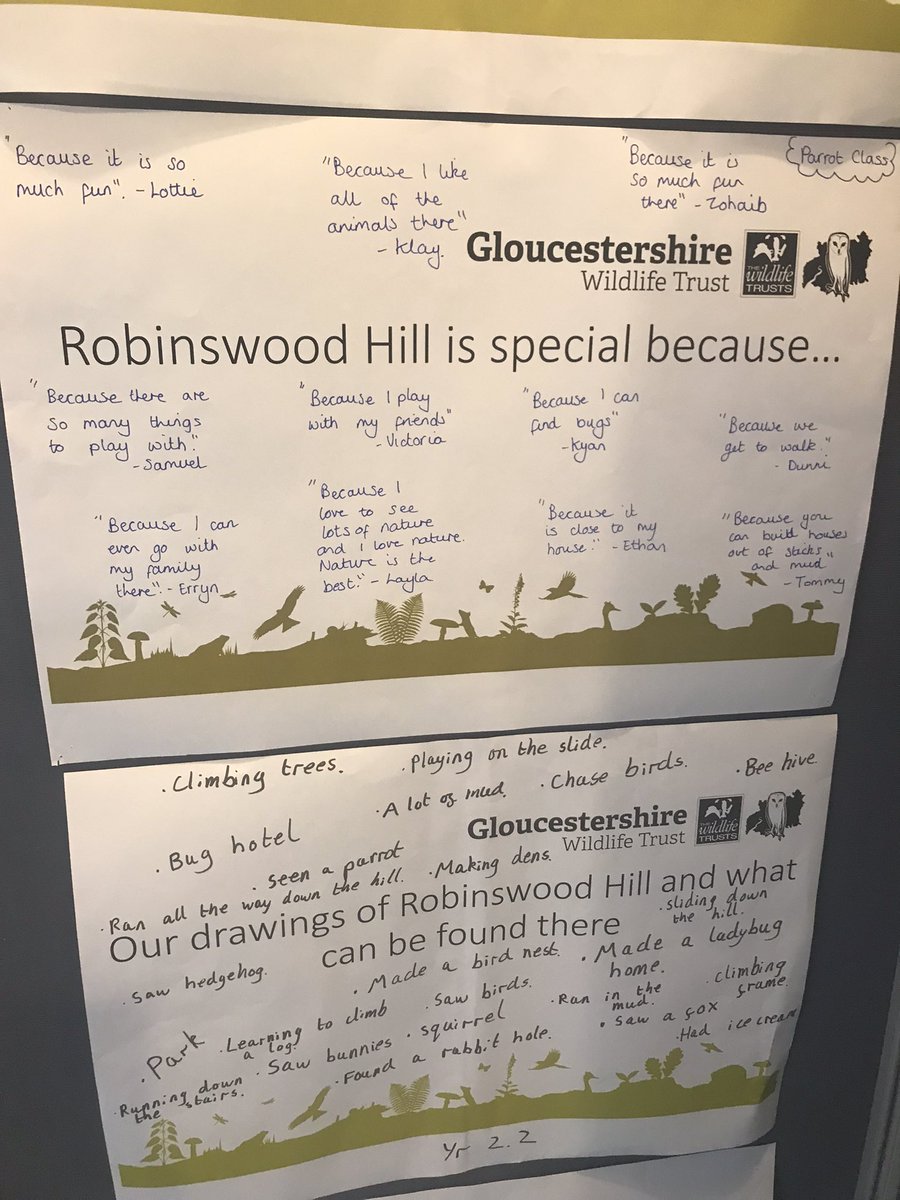 "Because it is so
much fun". - Lottie
"Because I like
all of the
animals there"
- Klay.
"Because it is
so much fun
there" - Zohaib
Parrot Class
Gloucestershire
Wildlife Trust
THE
wildlife
TRUSTS
Robinswood Hill is special because...
"Because there are
so many things
to play with."
- Samuel
"Because I play
with my friends"
- Victoria
"Because I can
find bugs"
- Kyan
"Because we
get to walk."
- Dunni
"Because I can
even go with
my family
there". - Erryn
"Because I
love to see
lots of nature
and I love nature.
Nature is the
best." - Layla
"Because it
is close to my
house." - Ethan
"Because you
can build houses
out of sticks
and mud"
- Tommy
· Climbing trees.
· Playing on the slide.
· A lot of mud.
· Chase birds.
· Bee hive.
Gloucestershire
Wildlife Trust
THE
wildlife
TRUSTS
· Bug hotel
· Seen a parrot
· Making dens.
· Ran all the way down the hill.
Our drawings of Robinswood Hill and what
can be found there
· sliding down
the hill.
· Saw hedgehog.
· Made a bird nest.
· Made a ladybug
home.
· Park
· Learning to climb
a log.
· Saw birds.
· Ran in the
mud.
· climbing
frame.
· Saw bunnies
· squirrel
· Saw a fox
· Had ice cream
· Running down
the stairs.
· Found a rabbit hole.
Yr 2.2